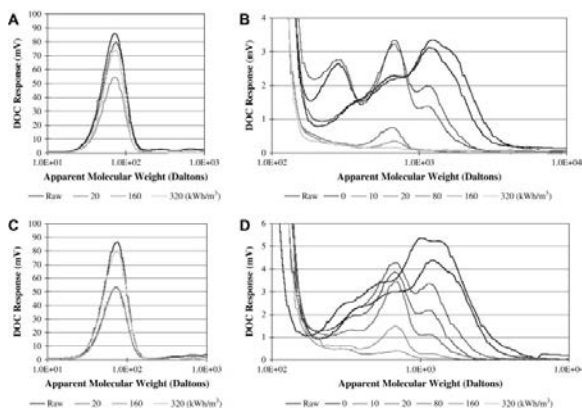 A
DOC Response (mV)
100
90
80
70
60
50
40
30
20
10
0
1.0E+01 1.0E+02 1.0E+03
Apparent Molecular Weight (Daltons)
Raw 20 160 320 (kWh/m³)
B
DOC Response (mV)
4
3
2
1
0
1.0E+02 1.0E+03 1.0E+04
Apparent Molecular Weight (Daltons)
Raw 0 10 20 80 160 320 (kWh/m³)
C
DOC Response (mV)
100
90
80
70
60
50
40
30
20
10
0
1.0E+01 1.0E+02 1.0E+03
Apparent Molecular Weight (Daltons)
Raw 20 160 320 (kWh/m³)
D
DOC Response (mV)
6
5
4
3
2
1
0
1.0E+02 1.0E+03 1.0E+04
Apparent Molecular Weight (Daltons)
Raw 0 10 20 80 160 320 (kWh/m³)